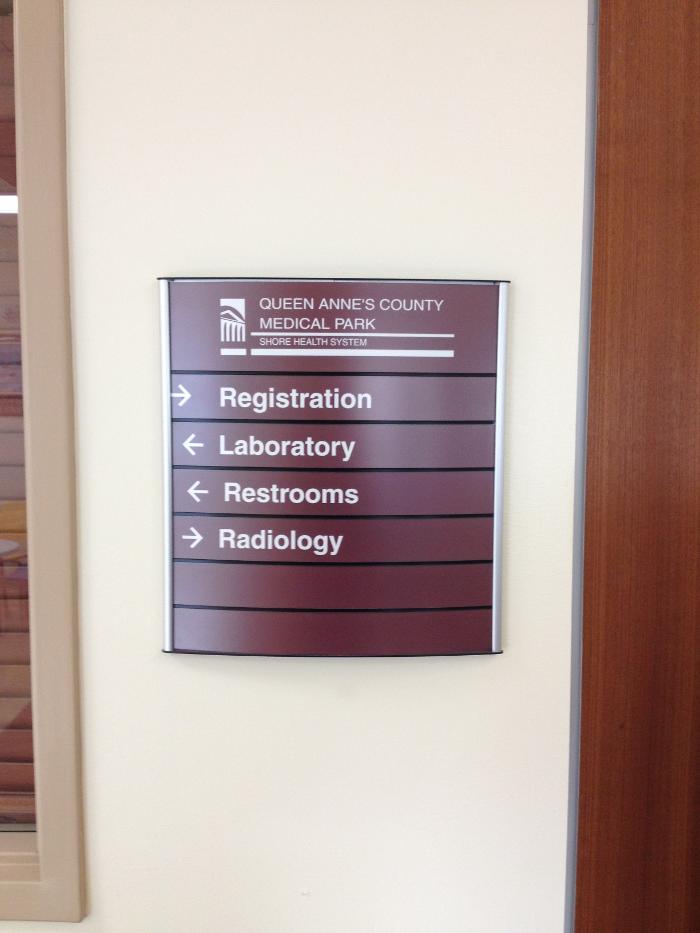 QUEEN ANNE'S COUNTY
MEDICAL PARK
SHORE HEALTH SYSTEM
→ Registration
← Laboratory
← Restrooms
→ Radiology